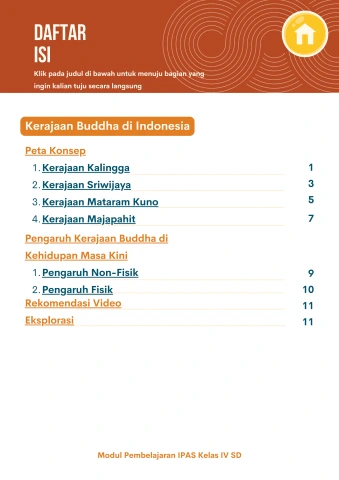 DAFTAR
ISI
Klik pada judul di bawah untuk menuju bagian yang
ingin kalian tuju secara langsung
Kerajaan Buddha di Indonesia
Peta Konsep
1. Kerajaan Kalingga 1
2. Kerajaan Sriwijaya 3
3. Kerajaan Mataram Kuno 5
4. Kerajaan Majapahit 7
Pengaruh Kerajaan Buddha di
Kehidupan Masa Kini
1. Pengaruh Non-Fisik 9
2. Pengaruh Fisik 10
Rekomendasi Video 11
Eksplorasi 11
Modul Pembelajaran IPAS Kelas IV SD